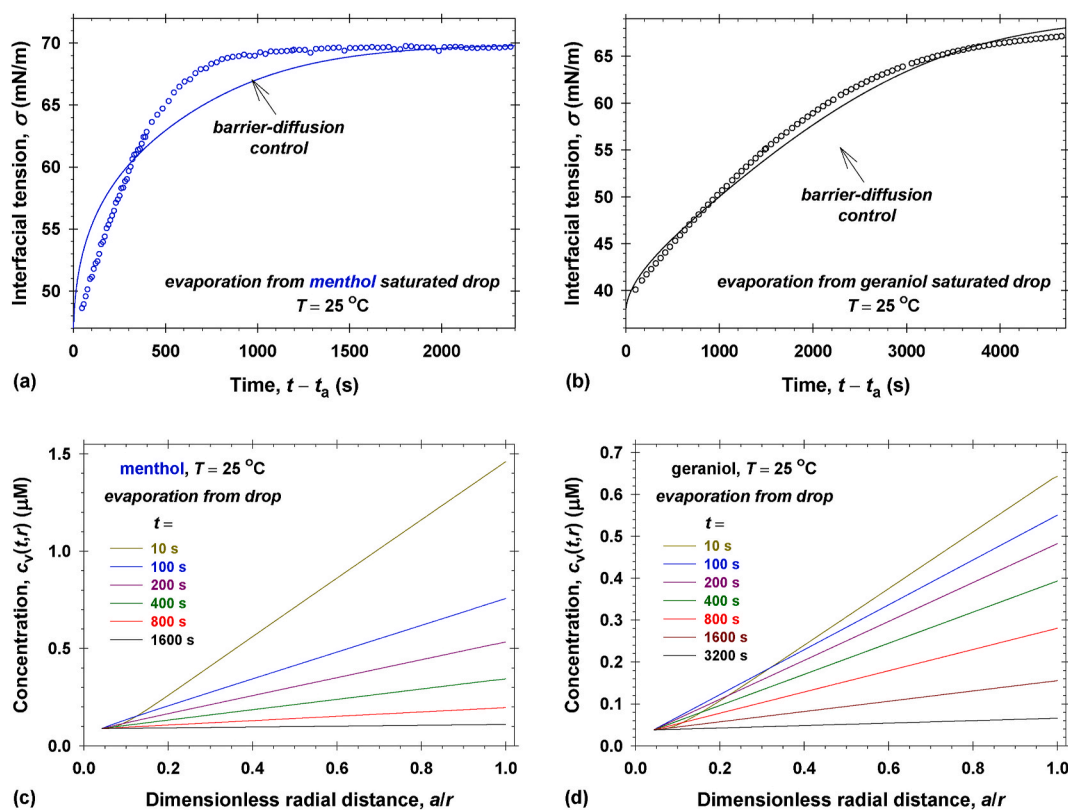 Interfacial tension, σ (mN/m)
70
60
50
barrier-diffusion
control
evaporation from menthol saturated drop
T = 25 °C
0
500
1000
1500
2000
(a)
Time, t − tₐ (s)
Interfacial tension, σ (mN/m)
65
60
55
50
45
40
barrier-diffusion
control
evaporation from geraniol saturated drop
T = 25 °C
0
1000
2000
3000
4000
(b)
Time, t − tₐ (s)
Concentration, cᵥ(t,r) (μM)
1.5
1.0
0.5
0.0
menthol, T = 25 °C
evaporation from drop
t =
10 s
100 s
200 s
400 s
800 s
1600 s
0.0
0.2
0.4
0.6
0.8
1.0
(c)
Dimensionless radial distance, a/r
Concentration, cᵥ(t,r) (μM)
0.7
0.6
0.5
0.4
0.3
0.2
0.1
0.0
geraniol, T = 25 °C
evaporation from drop
t =
10 s
100 s
200 s
400 s
800 s
1600 s
3200 s
0.0
0.2
0.4
0.6
0.8
1.0
(d)
Dimensionless radial distance, a/r